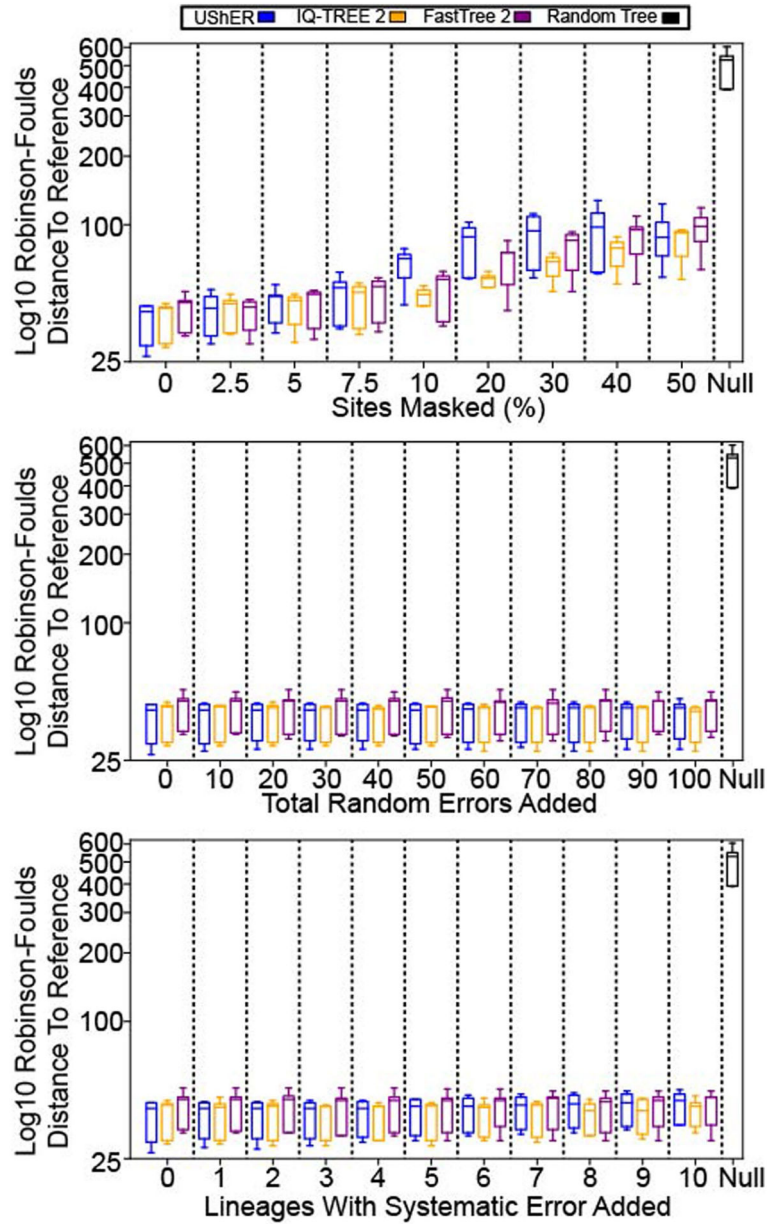 UShER IQ-TREE 2 FastTree 2 Random Tree
Log10 Robinson-Foulds
DistanceTo Reference
600
500
400
300
200
100
25
0 2.5 5 7.5 10 20 30 40 50 Null
Sites Masked (%)
Log10 Robinson-Foulds
Distance To Reference
600
500
400
300
200
100
25
0 10 20 30 40 50 60 70 80 90 100 Null
Total Random Errors Added
Log10 Robinson-Foulds
Distance To Reference
600
500
400
300
200
100
25
0 1 2 3 4 5 6 7 8 9 10 Null
Lineages With Systematic Error Added